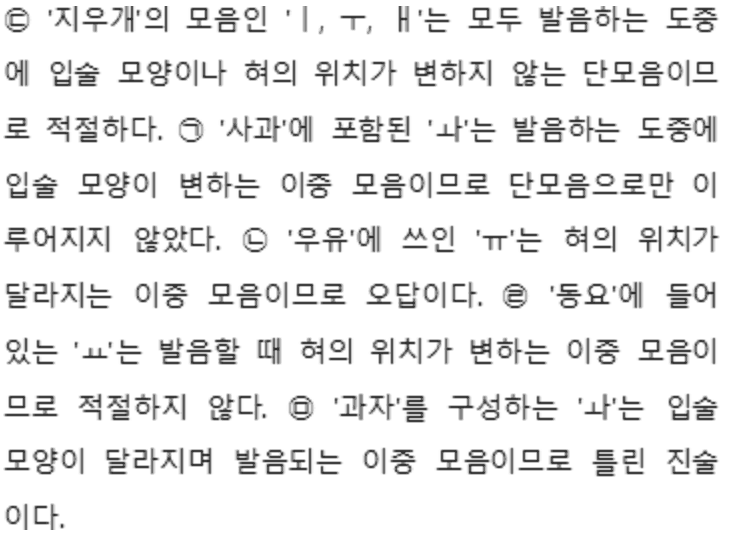 ㉢ '지우개'의 모음인 'ㅣ, ㅜ, ㅐ'는 모두 발음하는 도중
에 입술 모양이나 혀의 위치가 변하지 않는 단모음이므
로 적절하다. ㉠ '사과'에 포함된 'ㅘ'는 발음하는 도중에
입술 모양이 변하는 이중 모음이므로 단모음으로만 이
루어지지 않았다. ㉡ '우유'에 쓰인 'ㅠ'는 혀의 위치가
달라지는 이중 모음이므로 오답이다. ㉣ '동요'에 들어
있는 'ㅛ'는 발음할 때 혀의 위치가 변하는 이중 모음이
므로 적절하지 않다. ㉤ '과자'를 구성하는 'ㅘ'는 입술
모양이 달라지며 발음되는 이중 모음이므로 틀린 진술
이다.